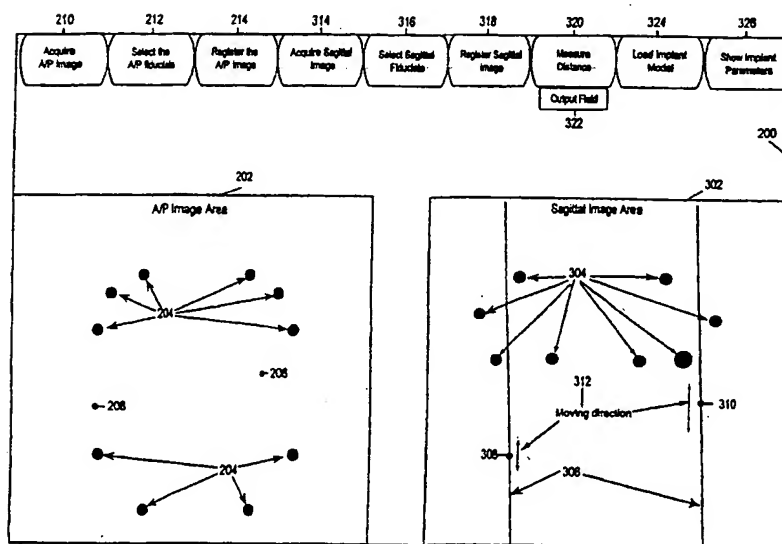 210 212 214 314 316 318 320 324 326
Acquire A/P Image
Select the A/P fiducials
Register the A/P Image
Acquire Sagittal Image
Select Sagittal Fiducials
Register Sagittal Image
Measure Distance
Load Implant Model
Show Implant Parameters
Output Field
322
200
202
302
A/P Image Area
Sagittal Image Area
204
304
208
208
312
310
Moving direction
308
204
306